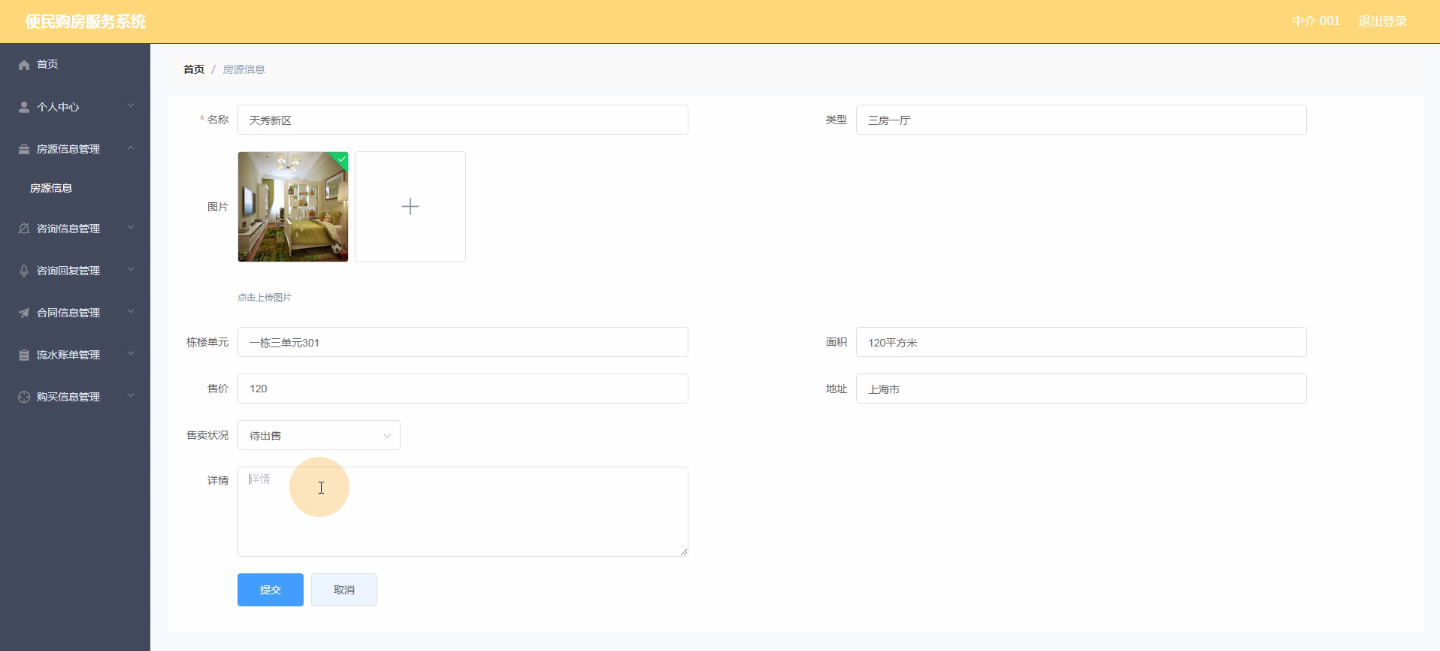 便民购房服务系统
中介 001
退出登录
首页
个人中心
房源信息管理
房源信息
咨询信息管理
咨询回复管理
合同信息管理
流水账单管理
购买信息管理
首页 / 房源信息
* 名称 天秀新区
类型 三房一厅
图片
点击上传图片
栋楼单元 一栋三单元301
面积 120平方米
售价 120
地址 上海市
售卖状况 待出售
详情 详情
提交
取消